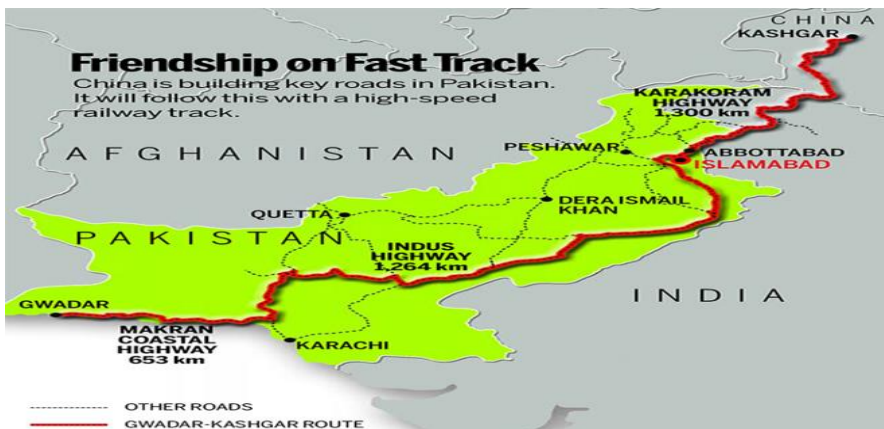 CHINA
KASHGAR
Friendship on Fast Track
China is building key roads in Pakistan.
It will follow this with a high-speed
railway track.
KARAKORAM
HIGHWAY
1,300 km
AFGHANISTAN
PESHAWAR
ABBOTTABAD
ISLAMABAD
QUETTA
DERA ISMAIL
KHAN
PAKISTAN
INDUS
HIGHWAY
1,264 km
INDIA
GWADAR
MAKRAN
COASTAL
HIGHWAY
653 km
KARACHI
OTHER ROADS
GWADAR-KASHGAR ROUTE